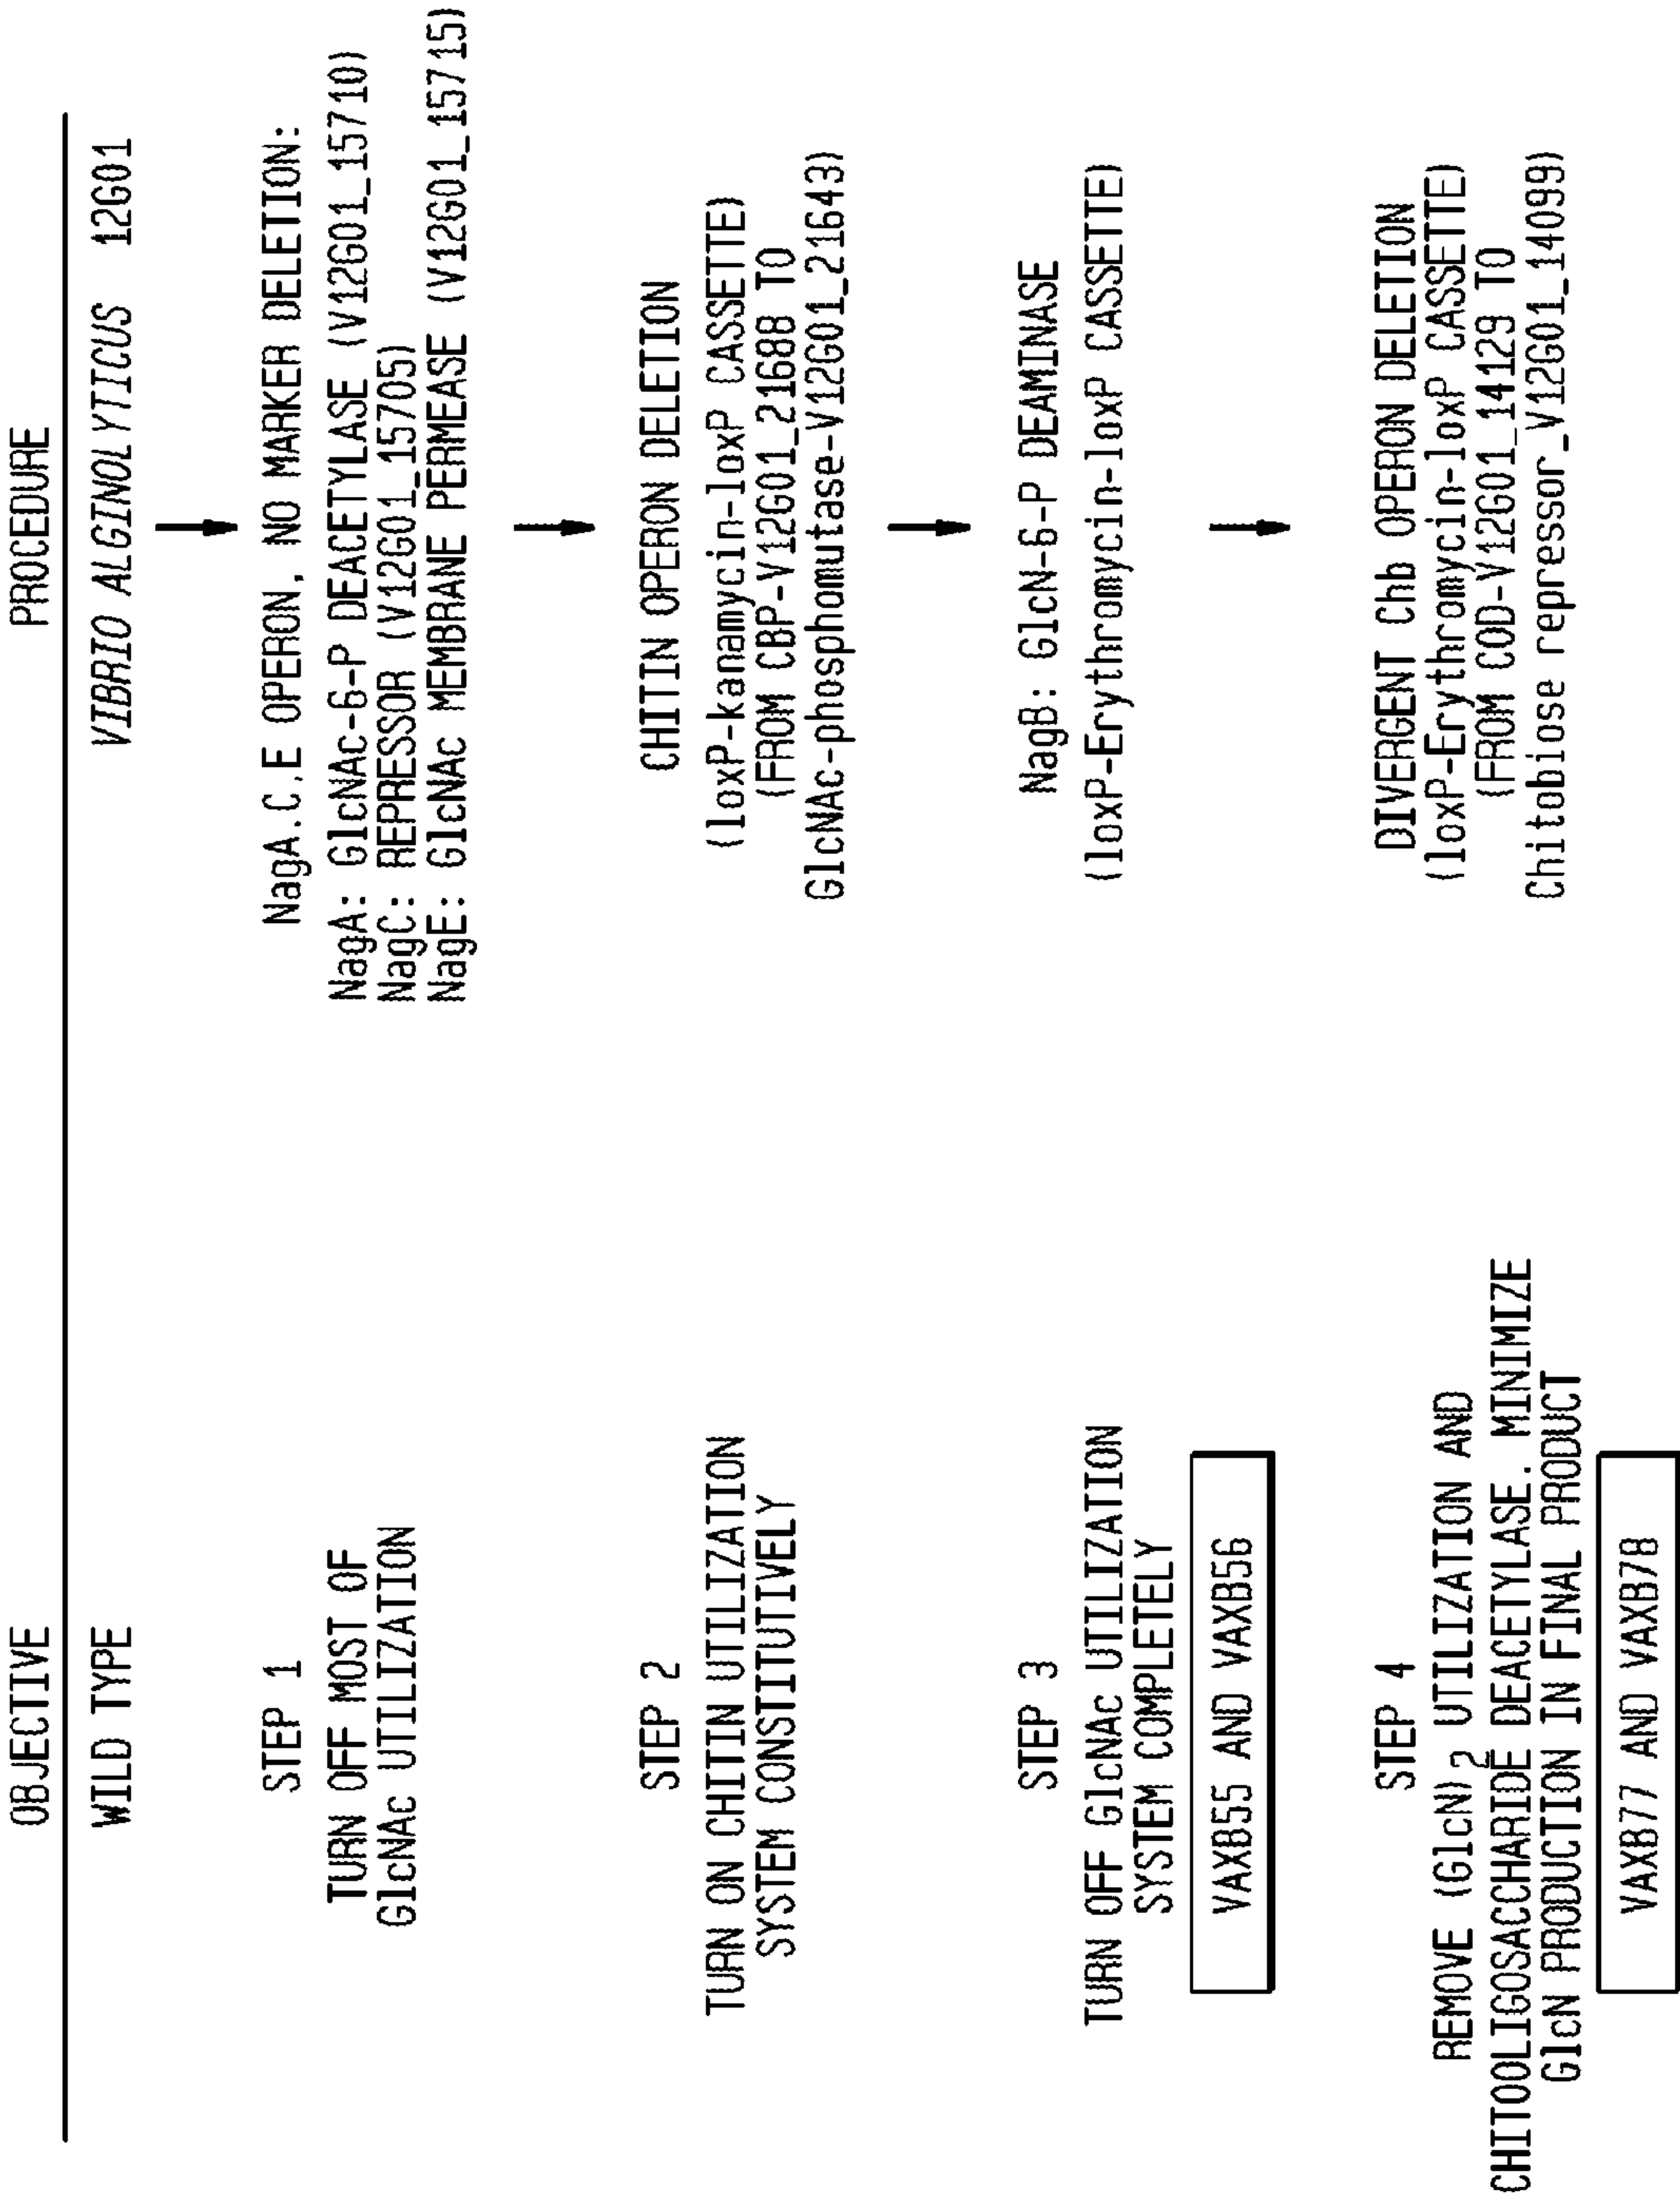 OBJECTIVE
PROCEDURE
WILD TYPE
VIBRIO ALGINOLYTICUS 12G01
STEP 1
TURN OFF MOST OF
GlcNAc UTILIZATION
NagA.C.E OPERON, NO MARKER DELETION:
NagA: GlcNAc-6-P DEACETYLASE (V12G01_15710)
NagC: REPRESSOR (V12G01_15705)
NagE: GlcNAc MEMBRANE PERMEASE (V12G01_15715)
STEP 2
TURN ON CHITIN UTILIZATION
SYSTEM CONSTITUTIVELY
CHITIN OPERON DELETION
(loxP-kanamycin-loxP CASSETTE)
(FROM CBP-V12G01_21688 TO
GlcNAc-phosphomutase-V12G01_21643)
STEP 3
TURN OFF GlcNAc UTILIZATION
SYSTEM COMPLETELY
VAXB55 AND VAXB56
NagB: GlcN-6-P DEAMINASE
(loxP-Erythromycin-loxP CASSETTE)
STEP 4
REMOVE (GlcN)2 UTILIZATION AND
CHITOOLIGOSACCHARIDE DEACETYLASE. MINIMIZE
GlcN PRODUCTION IN FINAL PRODUCT
VAXB77 AND VAXB78
DIVERGENT Chb OPERON DELETION
(loxP-Erythromycin-loxP CASSETTE)
(FROM COD-V12G01_14129 TO
Chitobiose repressor_V12G01_14099)